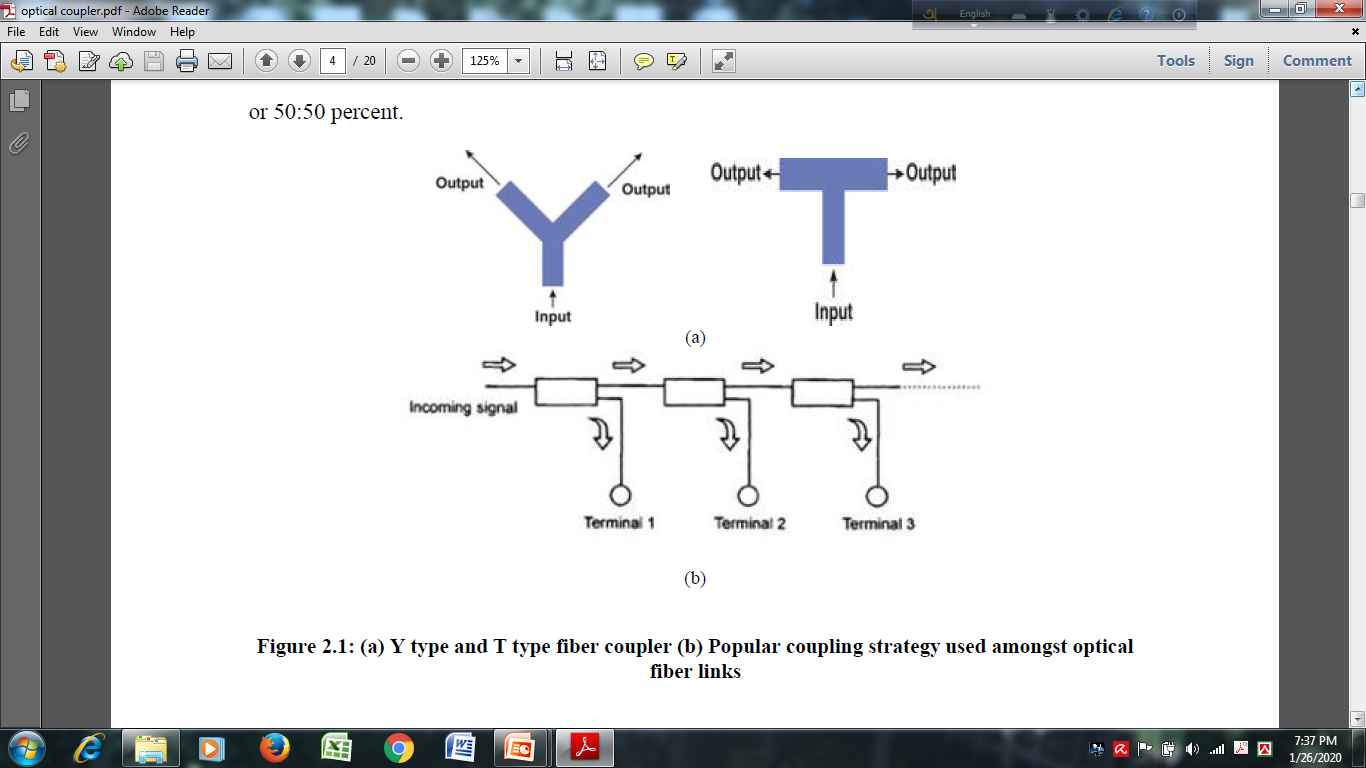 optical coupler.pdf - Adobe Reader
English
File Edit View Window Help
4 / 20
125%
Tools Sign Comment
or 50:50 percent.
Output Output Output Output
Input Input
(a)
Incoming signal
Terminal 1 Terminal 2 Terminal 3
(b)
Figure 2.1: (a) Y type and T type fiber coupler (b) Popular coupling strategy used amongst optical
fiber links
7:37 PM
1/26/2020